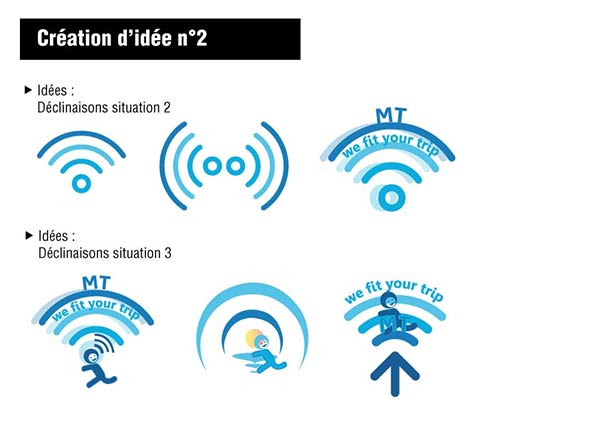 Création d'idée n°2
Idées :
Déclinaisons situation 2
MT
we fit your trip
Idées :
Déclinaisons situation 3
MT
we fit your trip
we fit your trip
MT